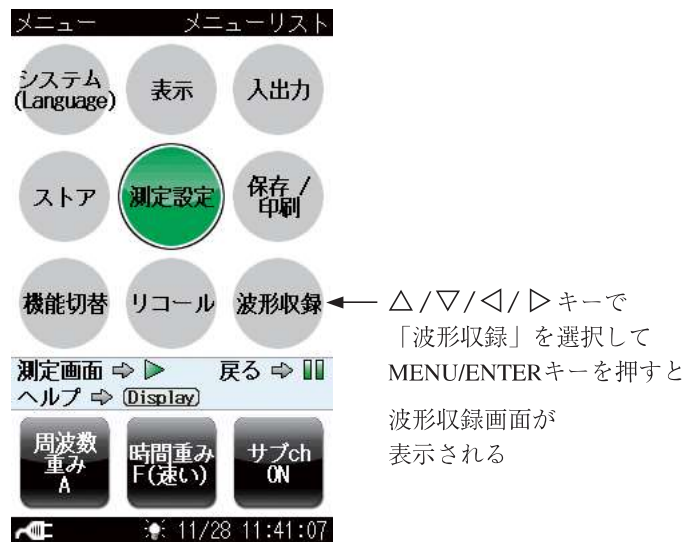 メニュー メニューリスト
システム
(Language)
表示
入出力
ストア
測定設定
保存/
印刷
機能切替
リコール
波形収録
測定画面 ⇨ ▷ 戻る ⇨ ▯▯
ヘルプ ⇨ (Display)
周波数
重み
A
時間重み
F(速い)
サブch
ON
11/28 11:41:07
△/▽/◁/▷キーで
「波形収録」を選択して
MENU/ENTERキーを押すと
波形収録画面が
表示される